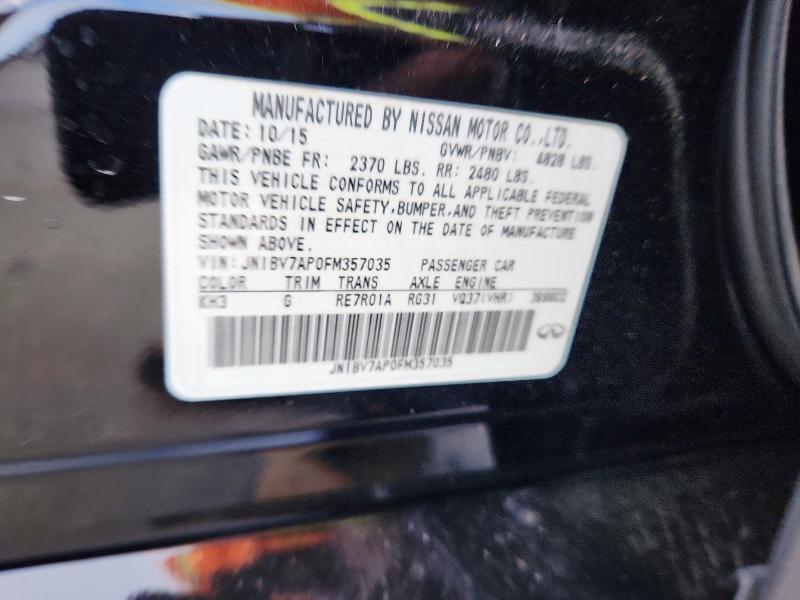 MANUFACTURED BY NISSAN MOTOR CO.,LTD.
DATE: 10/15 GVWR/PNBV: 4820 LBS.
GAWR/PNBE FR: 2370 LBS. RR: 2480 LBS.
THIS VEHICLE CONFORMS TO ALL APPLICABLE FEDERAL
MOTOR VEHICLE SAFETY,BUMPER,AND THEFT PREVENTION
STANDARDS IN EFFECT ON THE DATE OF MANUFACTURE
SHOWN ABOVE.
VIN:JN1BV7AP0FM357035 PASSENGER CAR
COLOR TRIM TRANS AXLE ENGINE
KH3 G RE7R01A RG31 VQ37(VHR) 3696CC
JN1BV7AP0FM357035